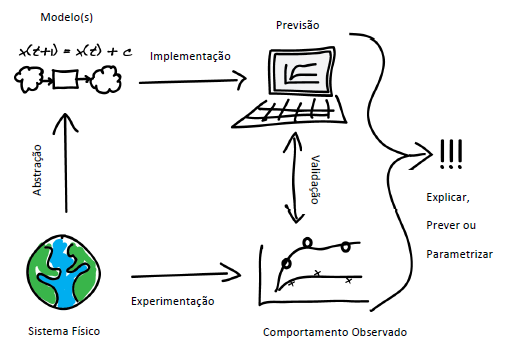 Modelo(s)
x(t+1) = x(t) + c
Implementação
Previsão
Abstração
Validação
!!!
Explicar,
Prever ou
Parametrizar
Experimentação
Sistema Físico
Comportamento Observado